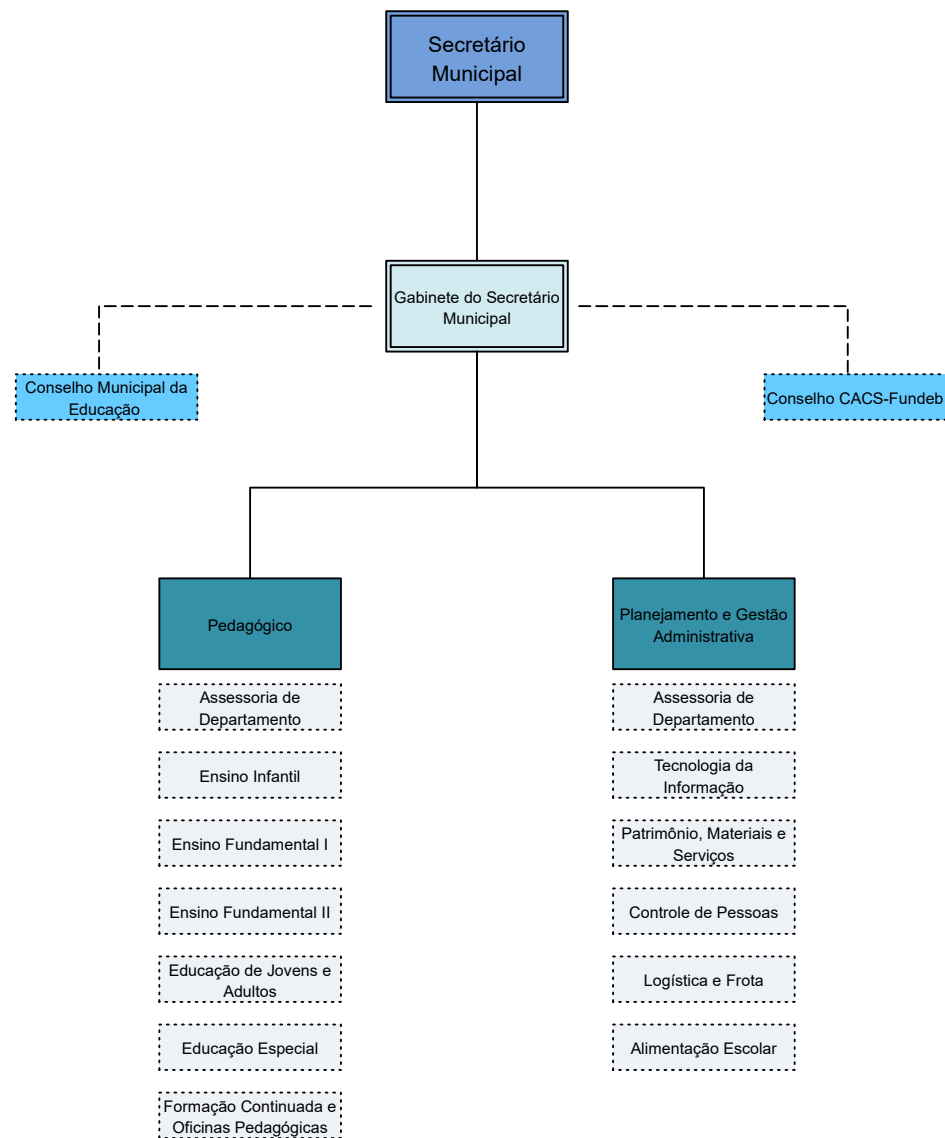 Secretário
Municipal
Gabinete do Secretário
Municipal
Conselho Municipal da
Educação
Conselho CACS-Fundeb
Pedagógico
Assessoria de
Departamento
Ensino Infantil
Ensino Fundamental I
Ensino Fundamental II
Educação de Jovens e
Adultos
Educação Especial
Formação Continuada e
Oficinas Pedagógicas
Planejamento e Gestão
Administrativa
Assessoria de
Departamento
Tecnologia da
Informação
Patrimônio, Materiais e
Serviços
Controle de Pessoas
Logística e Frota
Alimentação Escolar